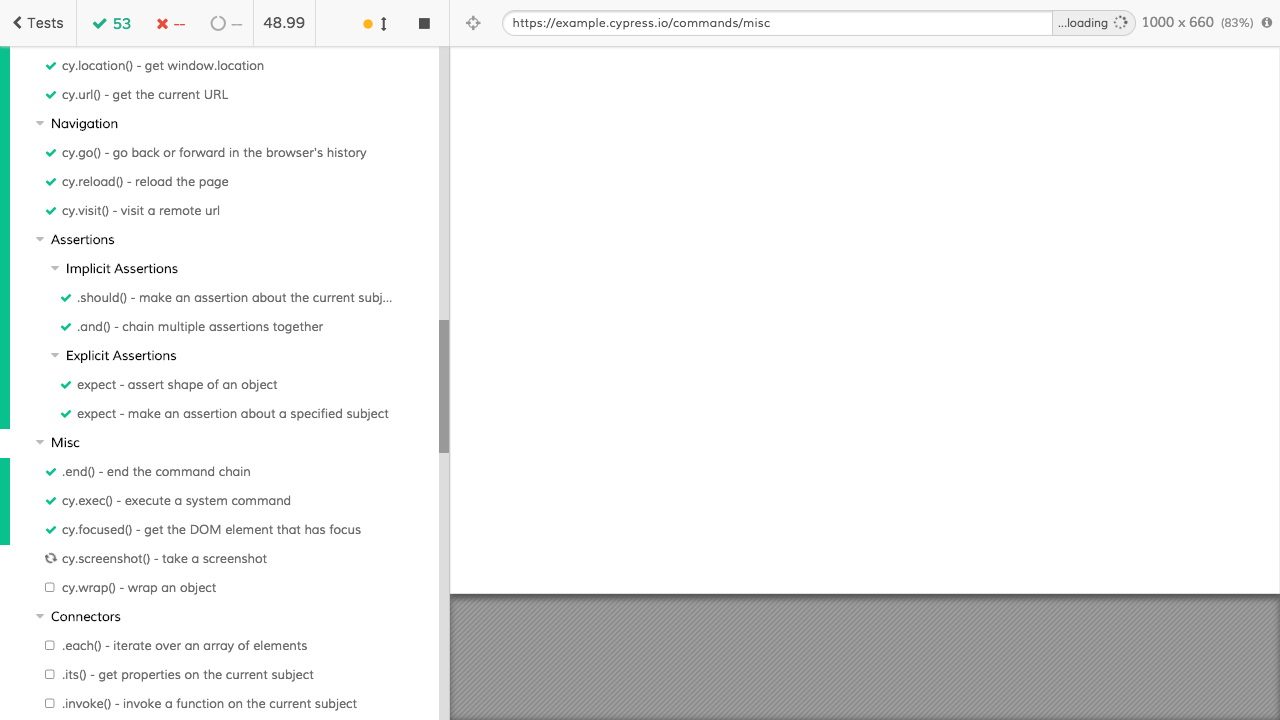 Tests 53 -- -- 48.99 https://example.cypress.io/commands/misc ...loading 1000 x 660 (83%)
cy.location() - get window.location
cy.url() - get the current URL
Navigation
cy.go() - go back or forward in the browser's history
cy.reload() - reload the page
cy.visit() - visit a remote url
Assertions
Implicit Assertions
.should() - make an assertion about the current subj...
.and() - chain multiple assertions together
Explicit Assertions
expect - assert shape of an object
expect - make an assertion about a specified subject
Misc
.end() - end the command chain
cy.exec() - execute a system command
cy.focused() - get the DOM element that has focus
cy.screenshot() - take a screenshot
cy.wrap() - wrap an object
Connectors
.each() - iterate over an array of elements
.its() - get properties on the current subject
.invoke() - invoke a function on the current subject